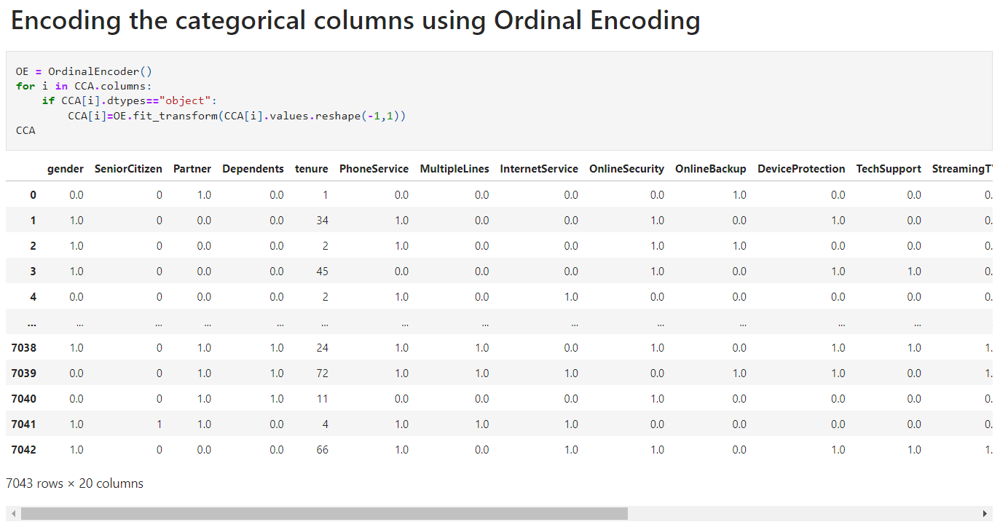 Encoding the categorical columns using Ordinal Encoding
OE = OrdinalEncoder()
for i in CCA.columns:
    if CCA[i].dtypes=="object":
        CCA[i]=OE.fit_transform(CCA[i].values.reshape(-1,1))
CCA
gender SeniorCitizen Partner Dependents tenure PhoneService MultipleLines InternetService OnlineSecurity OnlineBackup DeviceProtection TechSupport StreamingT
0 0.0 0 1.0 0.0 1 0.0 0.0 0.0 0.0 1.0 0.0 0.0 0.
1 1.0 0 0.0 0.0 34 1.0 0.0 0.0 1.0 0.0 1.0 0.0 0.
2 1.0 0 0.0 0.0 2 1.0 0.0 0.0 1.0 1.0 0.0 0.0 0.
3 1.0 0 0.0 0.0 45 0.0 0.0 0.0 1.0 0.0 1.0 1.0 0.
4 0.0 0 0.0 0.0 2 1.0 0.0 1.0 0.0 0.0 0.0 0.0 0.
... ... ... ... ... ... ... ... ... ... ... ... ...
7038 1.0 0 1.0 1.0 24 1.0 1.0 0.0 1.0 0.0 1.0 1.0 1.
7039 0.0 0 1.0 1.0 72 1.0 1.0 1.0 0.0 1.0 1.0 0.0 1.
7040 0.0 0 1.0 1.0 11 0.0 0.0 0.0 1.0 0.0 0.0 0.0 0.
7041 1.0 1 1.0 0.0 4 1.0 1.0 1.0 0.0 0.0 0.0 0.0 0.
7042 1.0 0 0.0 0.0 66 1.0 0.0 1.0 1.0 0.0 1.0 1.0 1.
7043 rows × 20 columns